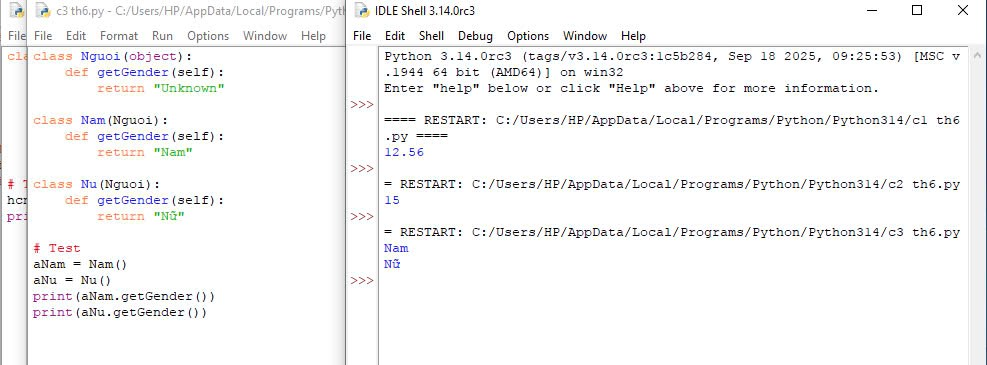 c3 th6.py - C:/Users/HP/AppData/Local/Programs/Pyth
File Edit Format Run Options Window Help
class Nguoi(object):
    def getGender(self):
        return "Unknown"
class Nam(Nguoi):
    def getGender(self):
        return "Nam"
class Nu(Nguoi):
    def getGender(self):
        return "Nữ"
# Test
aNam = Nam()
aNu = Nu()
print(aNam.getGender())
print(aNu.getGender())
IDLE Shell 3.14.0rc3
File Edit Shell Debug Options Window Help
Python 3.14.0rc3 (tags/v3.14.0rc3:1c5b284, Sep 18 2025, 09:25:53) [MSC v
.1944 64 bit (AMD64)] on win32
Enter "help" below or click "Help" above for more information.
>>>
==== RESTART: C:/Users/HP/AppData/Local/Programs/Python/Python314/c1 th6
.py ====
12.56
>>>
= RESTART: C:/Users/HP/AppData/Local/Programs/Python/Python314/c2 th6.py
15
>>>
= RESTART: C:/Users/HP/AppData/Local/Programs/Python/Python314/c3 th6.py
Nam
Nữ
>>>